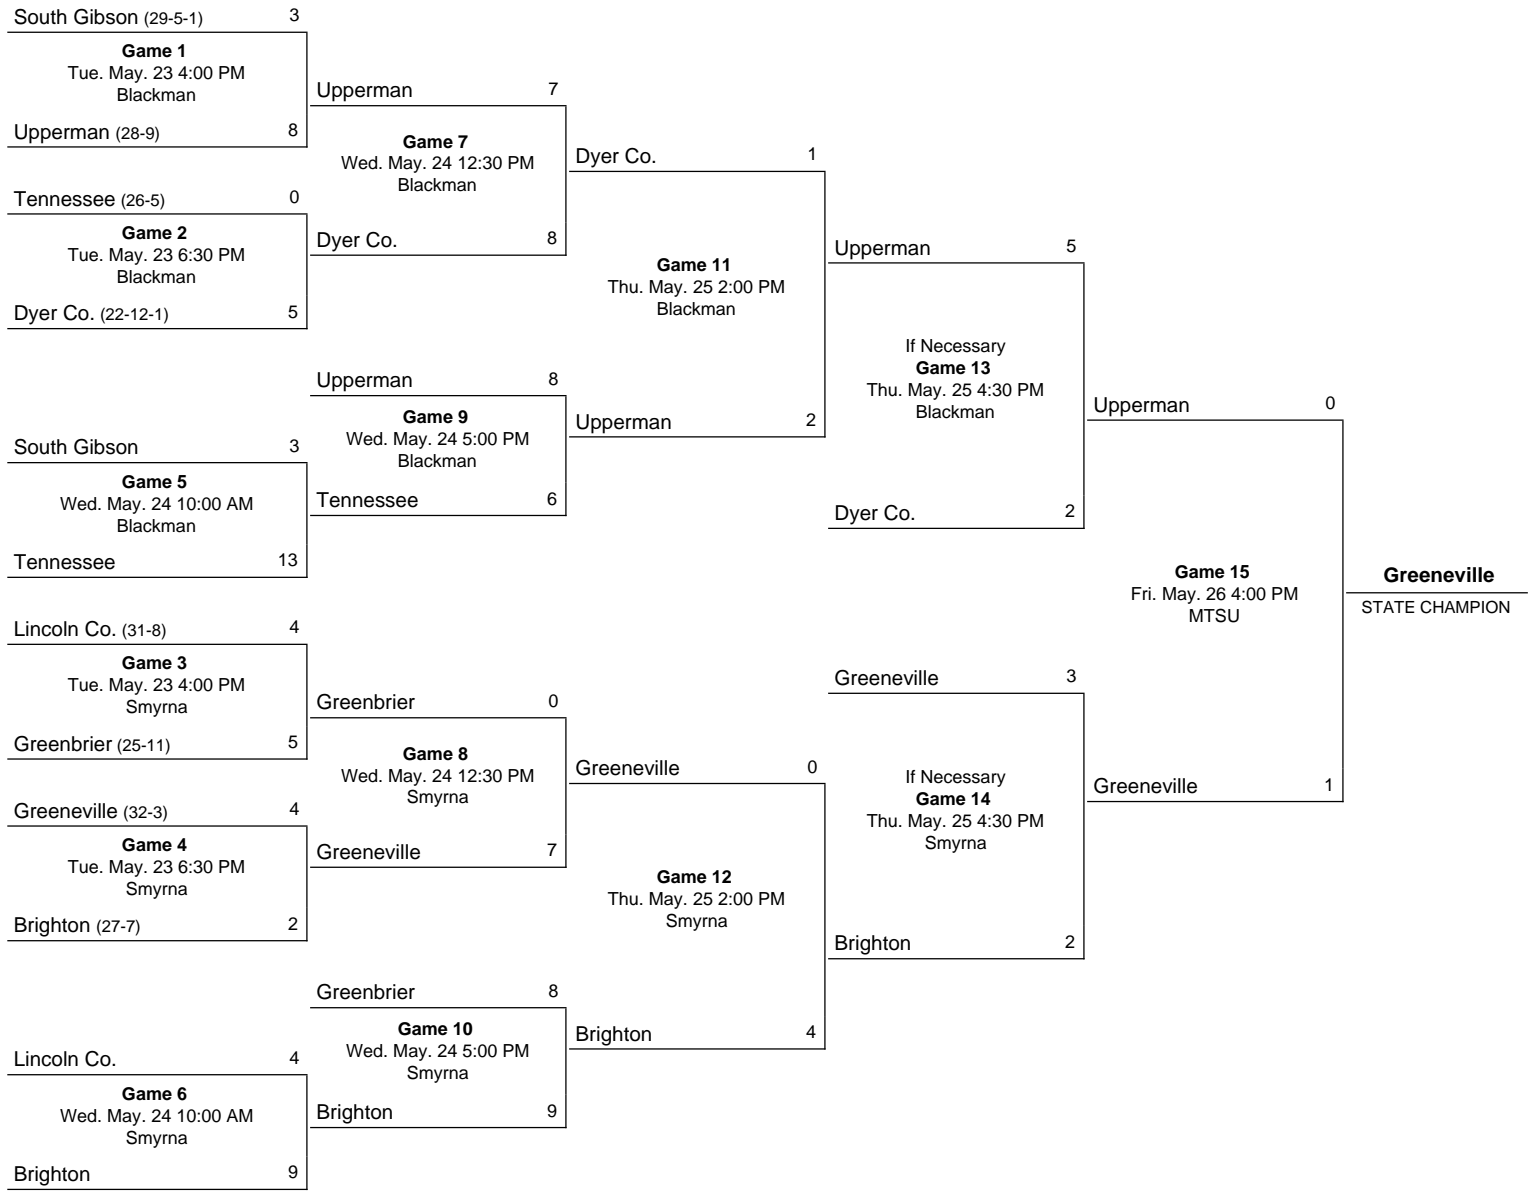 South Gibson (29-5-1) 3
Game 1
Tue. May. 23 4:00 PM
Blackman
Upperman (28-9) 8
Tennessee (26-5) 0
Game 2
Tue. May. 23 6:30 PM
Blackman
Dyer Co. (22-12-1) 5
South Gibson 3
Game 5
Wed. May. 24 10:00 AM
Blackman
Tennessee 13
Lincoln Co. (31-8) 4
Game 3
Tue. May. 23 4:00 PM
Smyrna
Greenbrier (25-11) 5
Greeneville (32-3) 4
Game 4
Tue. May. 23 6:30 PM
Smyrna
Brighton (27-7) 2
Lincoln Co. 4
Game 6
Wed. May. 24 10:00 AM
Smyrna
Brighton 9
Upperman 7
Game 7
Wed. May. 24 12:30 PM
Blackman
Dyer Co. 8
Upperman 8
Game 9
Wed. May. 24 5:00 PM
Blackman
Tennessee 6
Greenbrier 0
Game 8
Wed. May. 24 12:30 PM
Smyrna
Greeneville 7
Greenbrier 8
Game 10
Wed. May. 24 5:00 PM
Smyrna
Brighton 9
Dyer Co. 1
Game 11
Thu. May. 25 2:00 PM
Blackman
Upperman 2
Greeneville 0
Game 12
Thu. May. 25 2:00 PM
Smyrna
Brighton 4
Upperman 5
If Necessary
Game 13
Thu. May. 25 4:30 PM
Blackman
Dyer Co. 2
Greeneville 3
If Necessary
Game 14
Thu. May. 25 4:30 PM
Smyrna
Brighton 2
Upperman 0
Game 15
Fri. May. 26 4:00 PM
MTSU
Greeneville 1
Greeneville
STATE CHAMPION